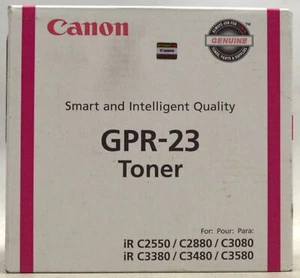 Canon
GENUINE
Smart and Intelligent Quality
GPR-23
Toner
For: Pour: Para:
iR C2550 / C2880 / C3080
iR C3380 / C3480 / C3580